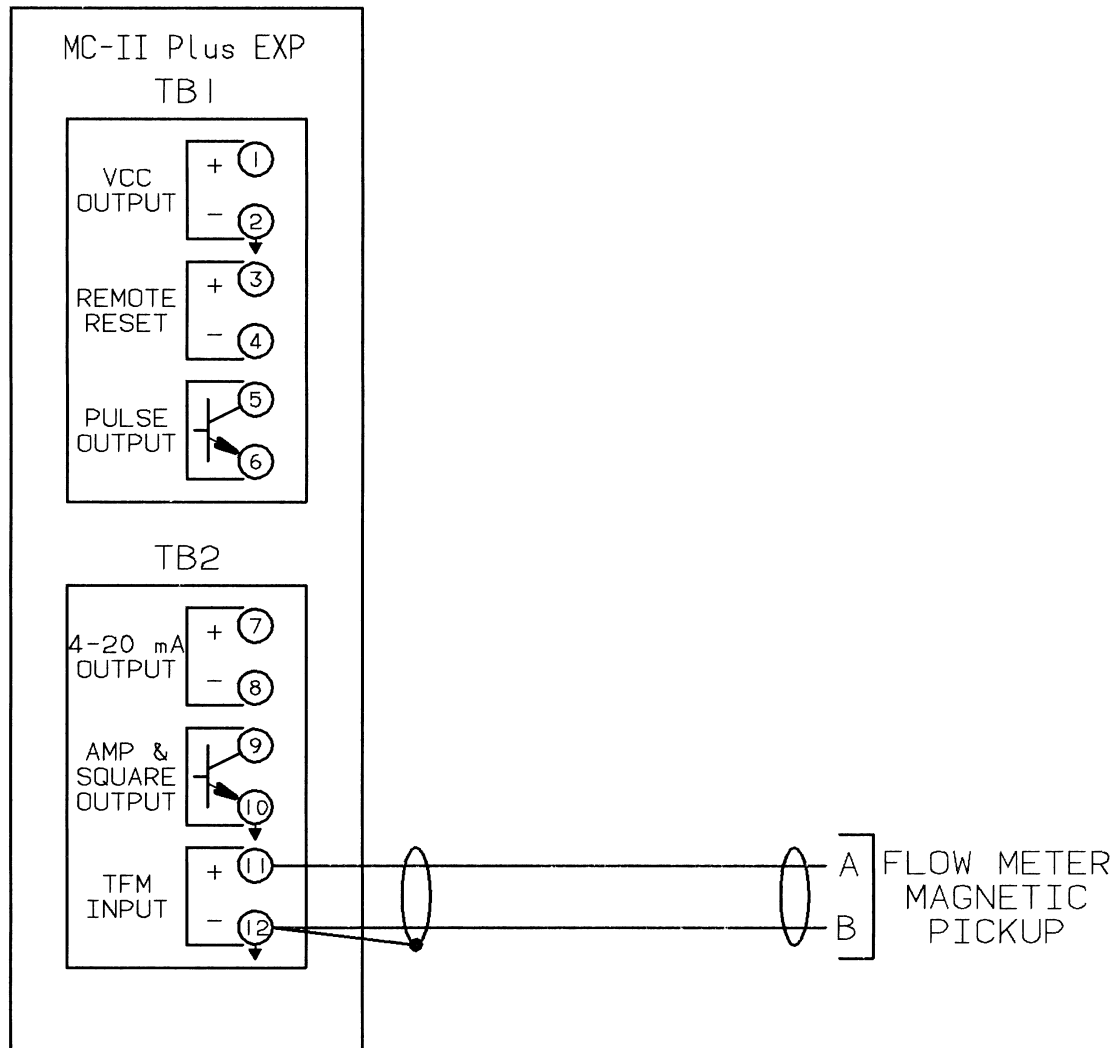 MC-II Plus EXP
TB1
VCC
OUTPUT
+ 1
- 2
REMOTE
RESET
+ 3
- 4
PULSE
OUTPUT
5
6
TB2
4-20 mA
OUTPUT
+ 7
- 8
AMP &
SQUARE
OUTPUT
9
10
TFM
INPUT
+ 11
- 12
A
B
FLOW METER
MAGNETIC
PICKUP